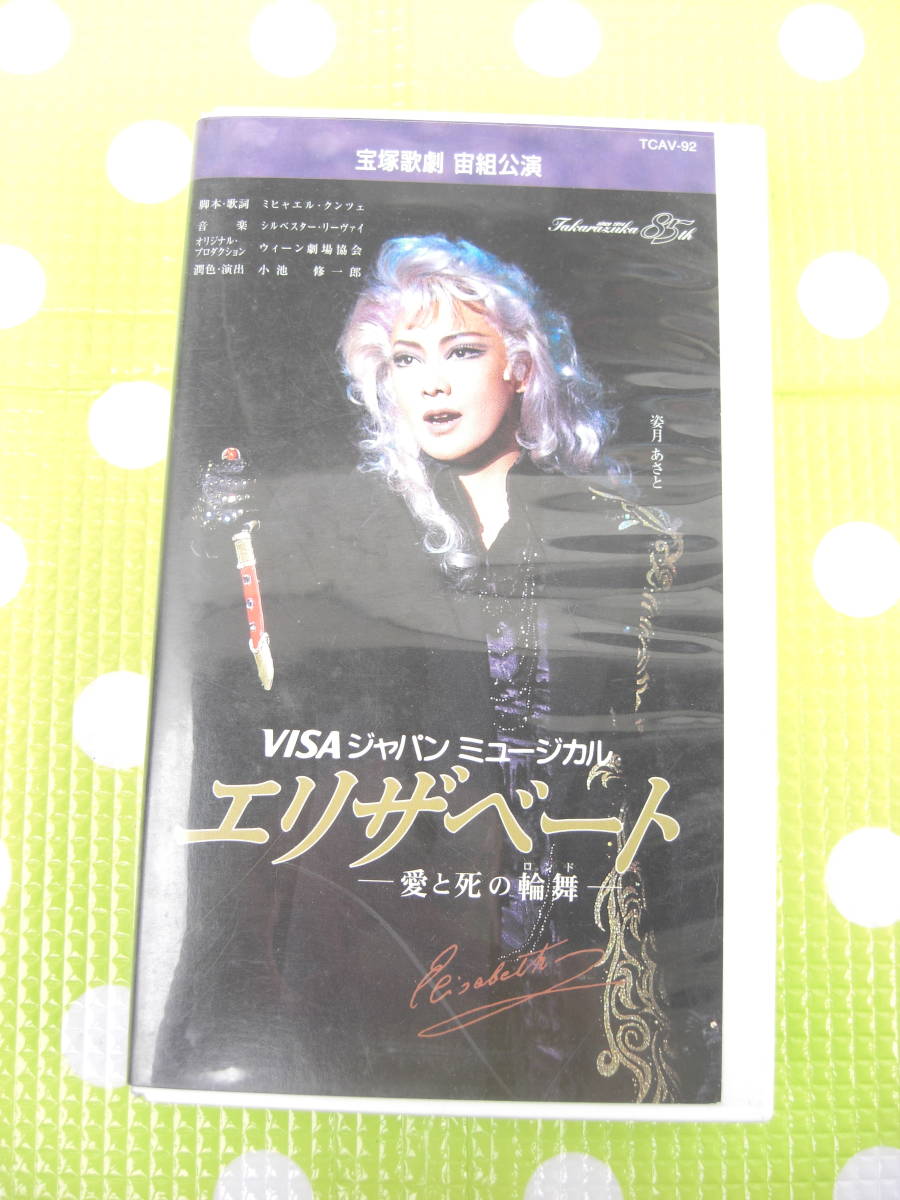 TCAV-92
宝塚歌劇 宙組公演
脚本・歌詞 ミヒャエル・クンツェ
音楽 シルベスター・リーヴァイ
オリジナル・
プロダクション ウィーン劇場協会
潤色・演出 小池 修一郎
Takarazuka 85th
姿月 あさと
VISA ジャパン ミュージカル
エリザベート
ロンド
―愛と死の輪舞―
Elisabeth